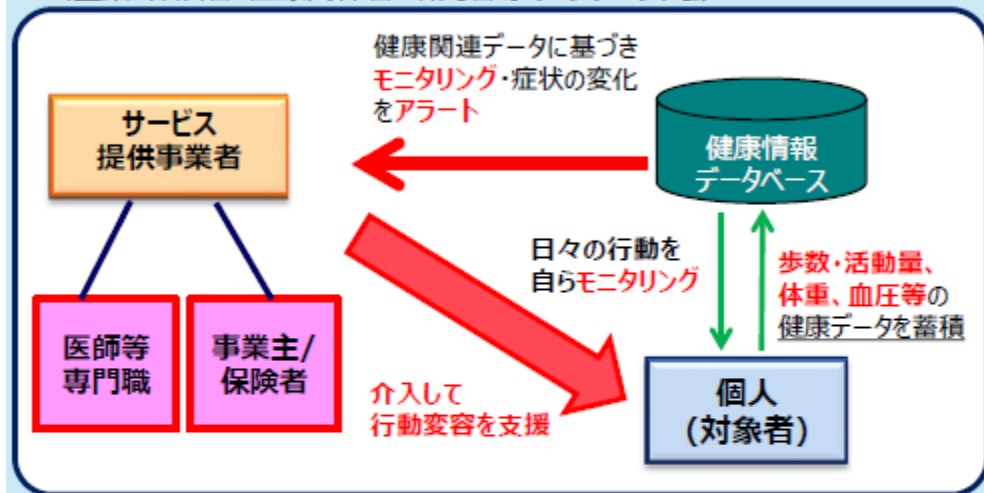 健康関連データに基づき
モニタリング・症状の変化
をアラート
サービス
提供事業者
健康情報
データベース
日々の行動を
自らモニタリング
歩数・活動量、
体重、血圧等の
健康データを蓄積
医師等
専門職
事業主/
保険者
介入して
行動変容を支援
個人
(対象者)